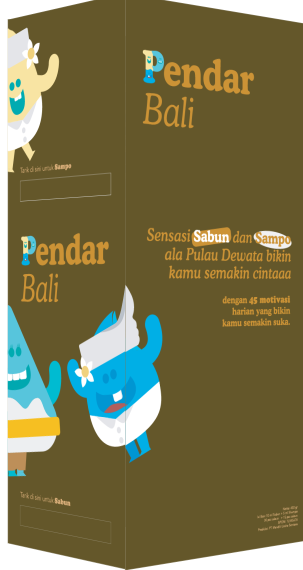 Pendar
Bali
Tarik di sini untuk Sampo
Pendar
Bali
Sensasi Sabun dan Sampo
ala Pulau Dewata bikin
kamu semakin cintaaa
dengan 45 motivasi
harian yang bikin
kamu semakin suka.
Tarik di sini untuk Sabun